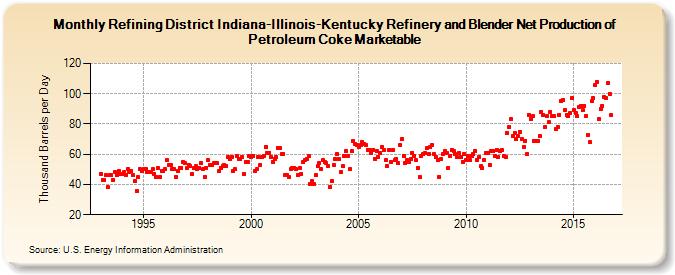 Monthly Refining District Indiana-Illinois-Kentucky Refinery and Blender Net Production of
Petroleum Coke Marketable
Thousand Barrels per Day
120
100
80
60
40
20
1995
2000
2005
2010
2015
Source: U.S. Energy Information Administration